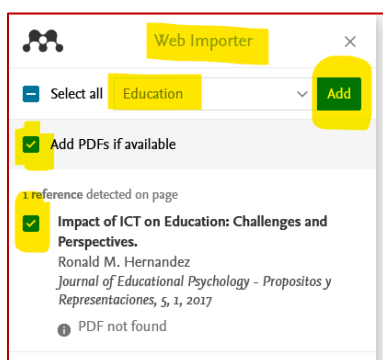 Web Importer
Select all Education Add
Add PDFs if available
1 reference detected on page
Impact of ICT on Education: Challenges and
Perspectives.
Ronald M. Hernandez
Journal of Educational Psychology - Propositos y
Representaciones, 5, 1, 2017
PDF not found